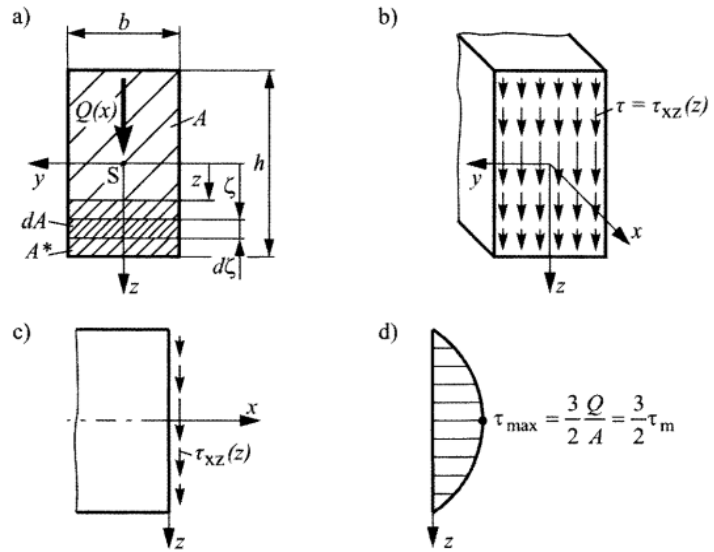 a)
b
Q(x)
A
h
y
S
z
ζ
dA
A*
dζ
z
b)
τ = τxz(z)
y
x
z
c)
x
τxz(z)
z
d)
τmax = 3/2 Q/A = 3/2 τm
z